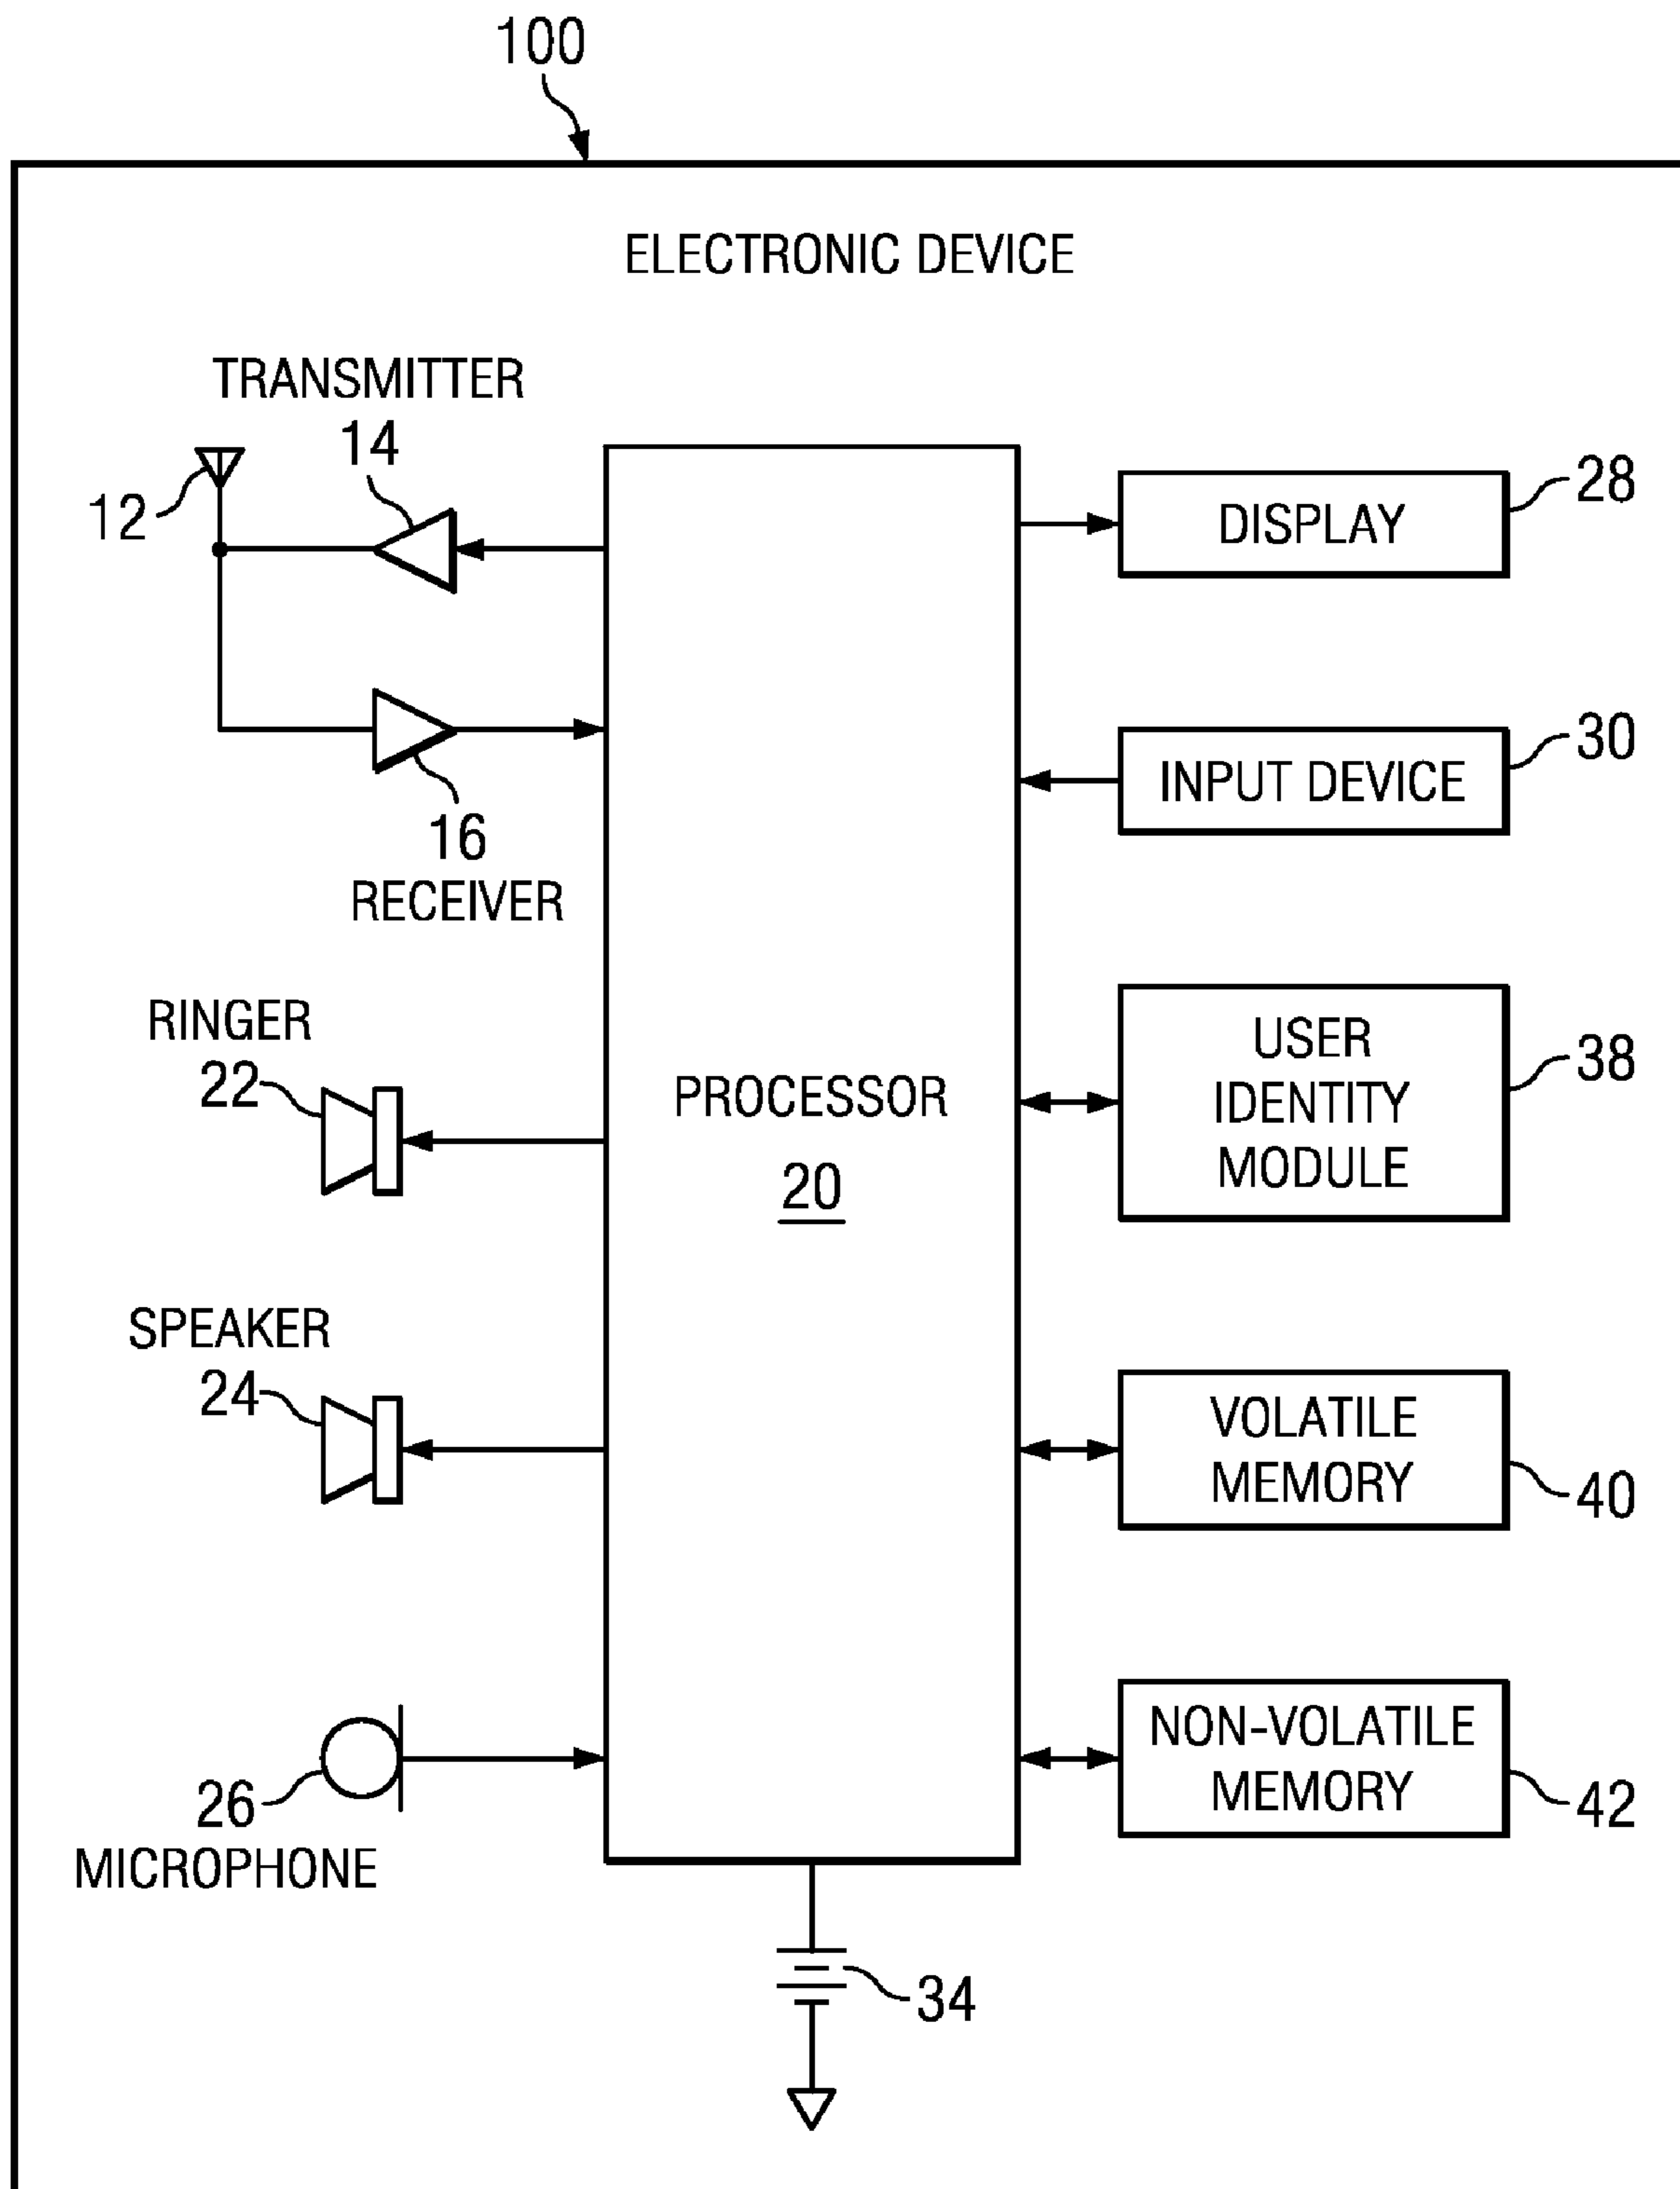 100
ELECTRONIC DEVICE
TRANSMITTER
14
12
16
RECEIVER
RINGER
22
SPEAKER
24
26
MICROPHONE
PROCESSOR
20
34
DISPLAY
28
INPUT DEVICE
30
USER
IDENTITY
MODULE
38
VOLATILE
MEMORY
40
NON-VOLATILE
MEMORY
42